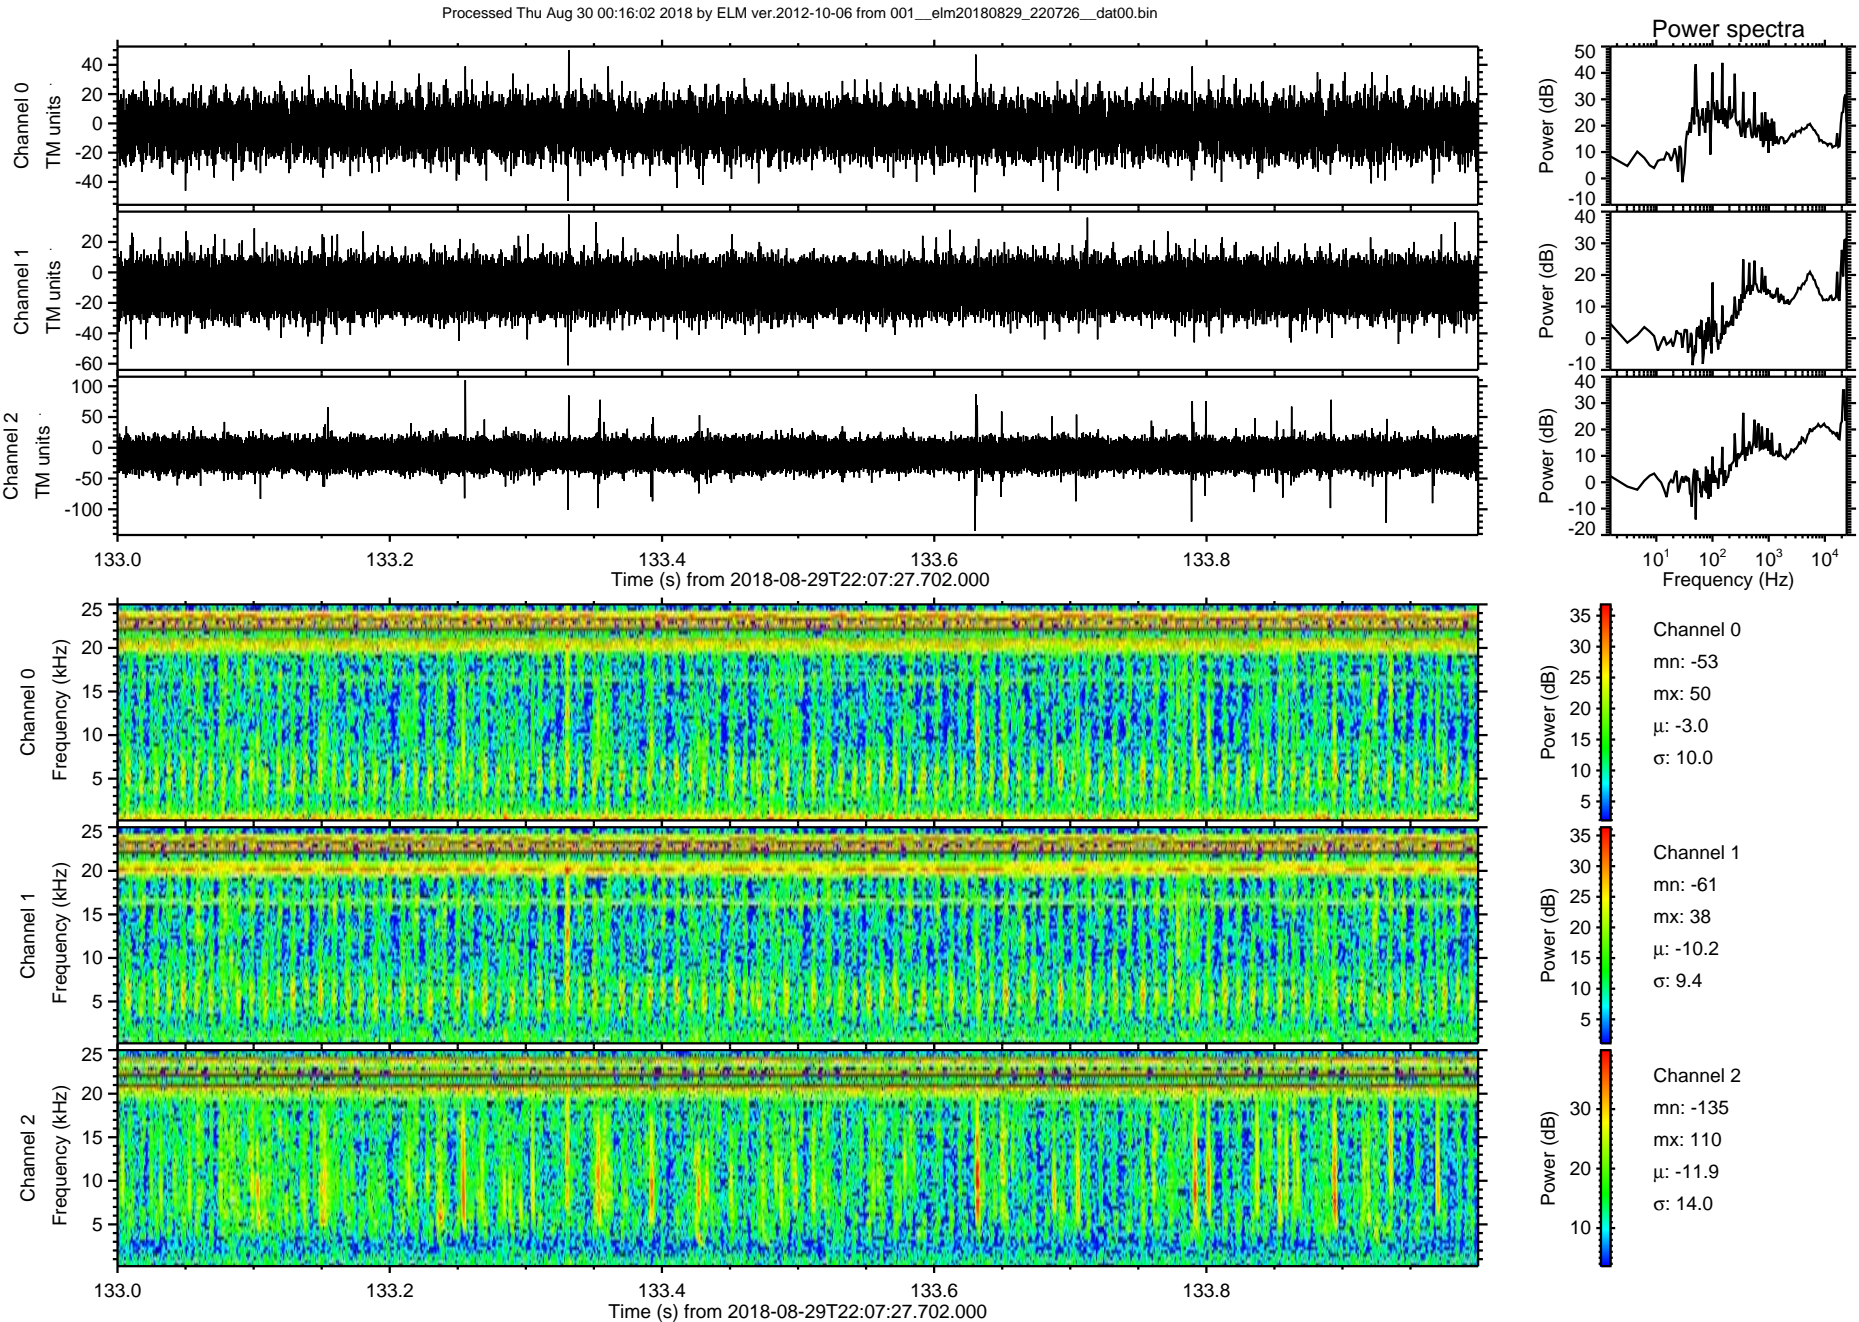 Processed Thu Aug 30 00:16:02 2018 by ELM ver.2012-10-06 from 001__elm20180829_220726__dat00.bin
Power spectra
Channel 0
TM units
40
20
0
-20
-40
Power (dB)
50
40
30
20
10
0
-10
Channel 1
TM units
20
0
-20
-40
-60
Power (dB)
40
30
20
10
0
-10
Channel 2
TM units
100
50
0
-50
-100
Power (dB)
40
30
20
10
0
-10
-20
133.0 133.2 133.4 133.6 133.8
Time (s) from 2018-08-29T22:07:27.702.000
10^1 10^2 10^3 10^4
Frequency (Hz)
Channel 0
Frequency (kHz)
25
20
15
10
5
Power (dB)
35
30
25
20
15
10
5
Channel 0
mn: -53
mx: 50
μ: -3.0
σ: 10.0
Channel 1
Frequency (kHz)
25
20
15
10
5
Power (dB)
35
30
25
20
15
10
5
Channel 1
mn: -61
mx: 38
μ: -10.2
σ: 9.4
Channel 2
Frequency (kHz)
25
20
15
10
5
Power (dB)
30
20
10
Channel 2
mn: -135
mx: 110
μ: -11.9
σ: 14.0
133.0 133.2 133.4 133.6 133.8
Time (s) from 2018-08-29T22:07:27.702.000